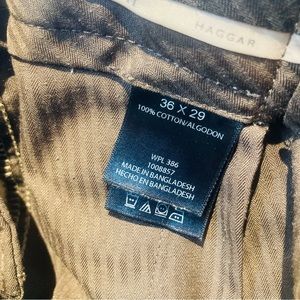 HAGGAR
36 X 29
100% COTTON/ALGODON
WPL 386
1008857
MADE IN BANGLADESH
HECHO EN BANGLADESH